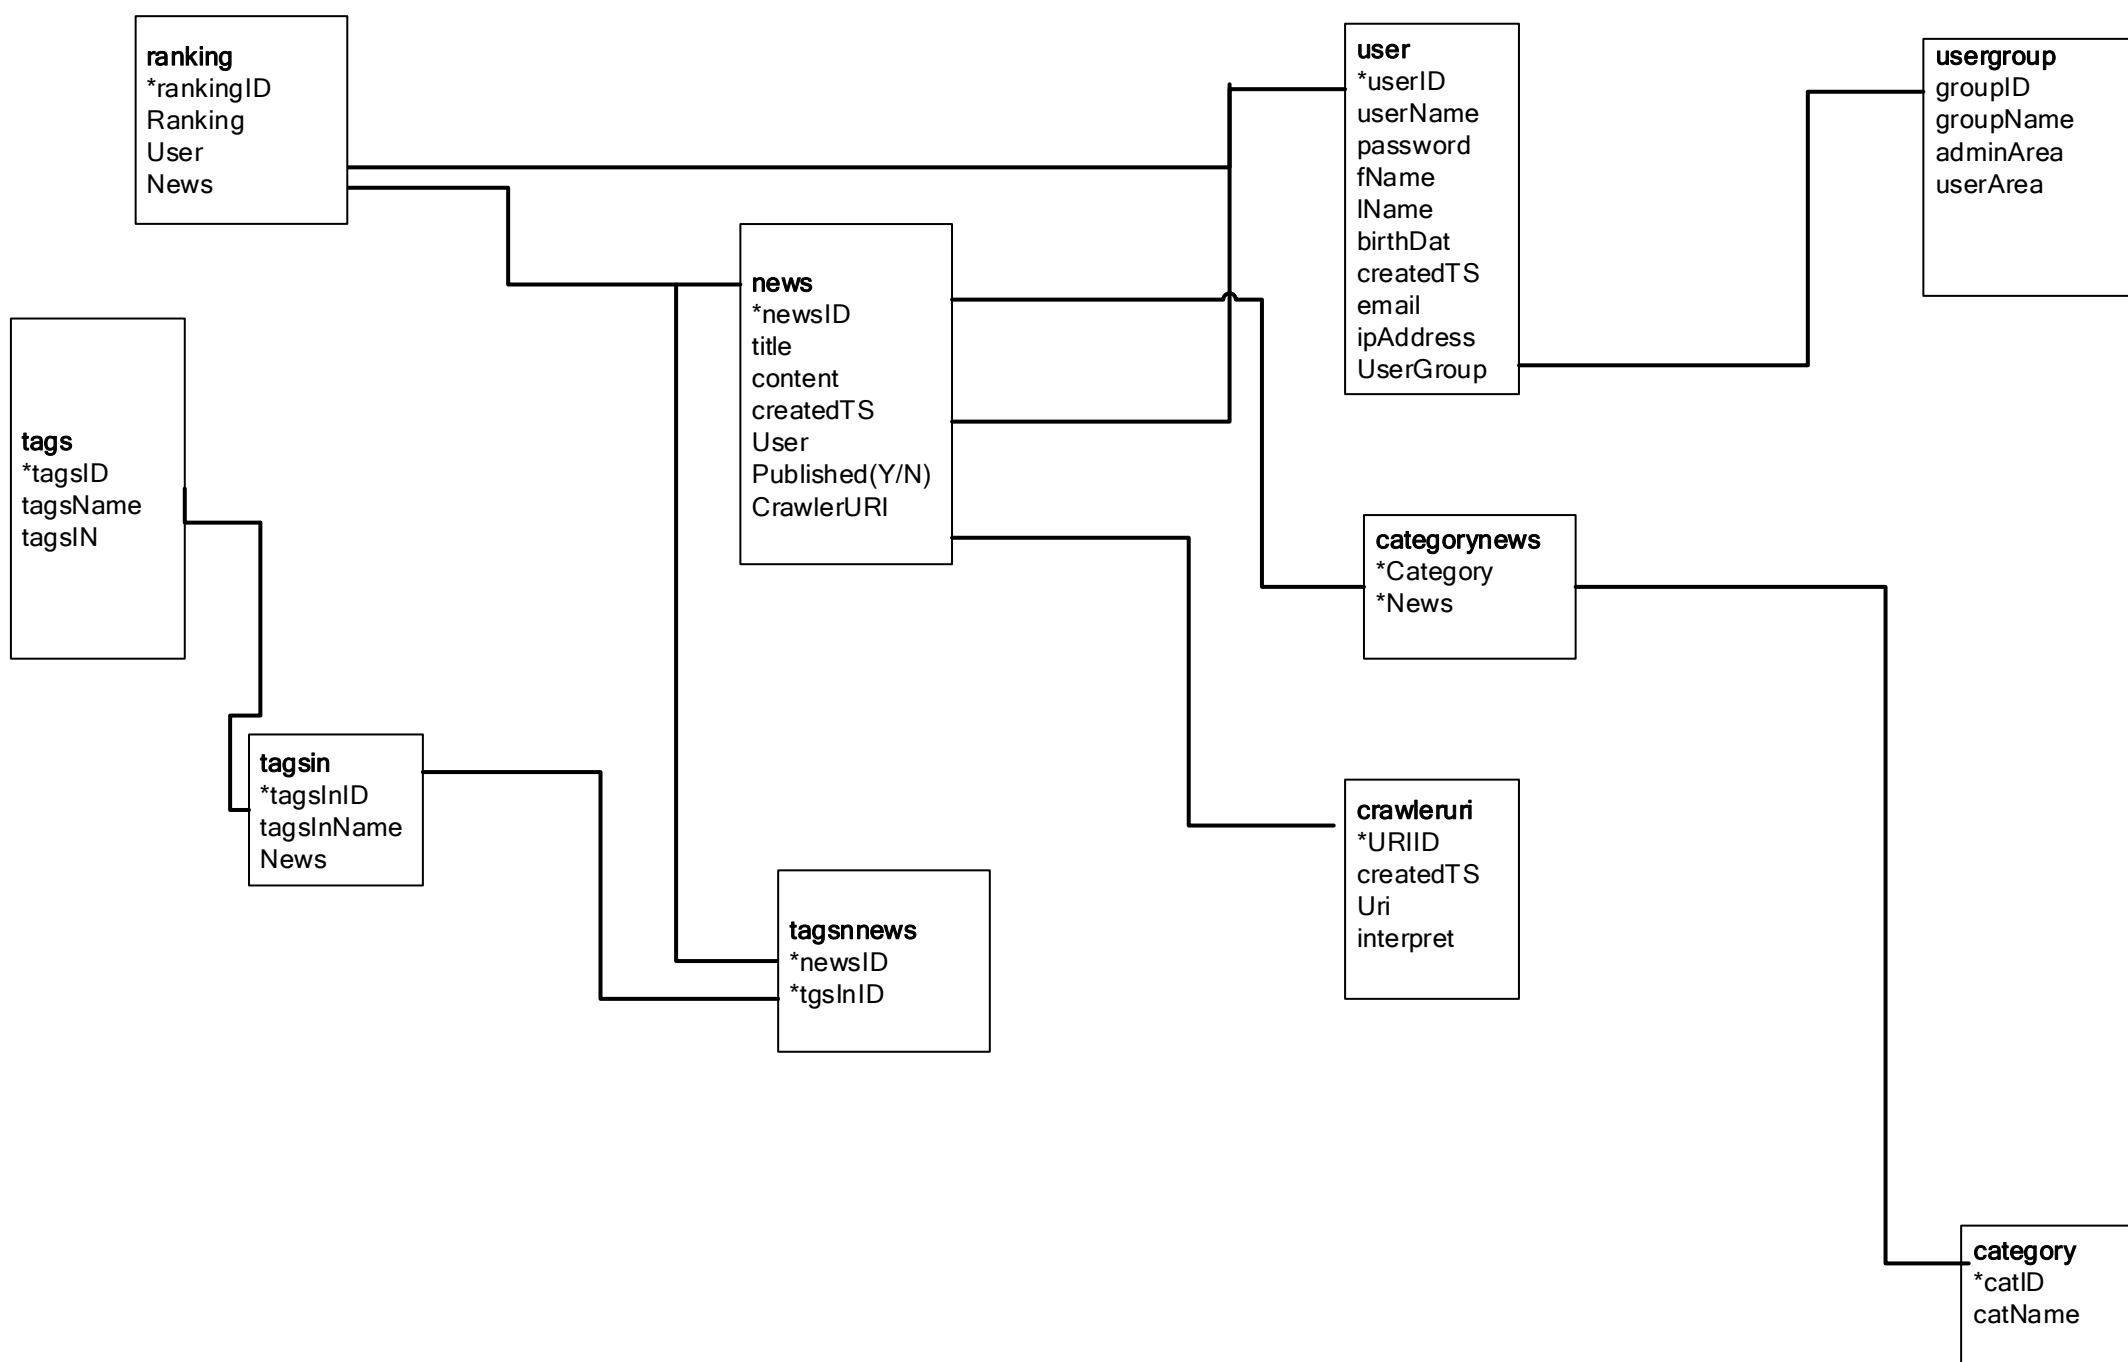 ranking
*rankingID
Ranking
User
News
user
*userID
userName
password
fName
lName
birthDat
createdTS
email
ipAddress
UserGroup
usergroup
groupID
groupName
adminArea
userArea
news
*newsID
title
content
createdTS
User
Published(Y/N)
CrawlerURI
tags
*tagsID
tagsName
tagsIN
categorynews
*Category
*News
tagsin
*tagsInID
tagsInName
News
crawleruri
*URIID
createdTS
Uri
interpret
tagsnnews
*newsID
*tgsInID
category
*catID
catName